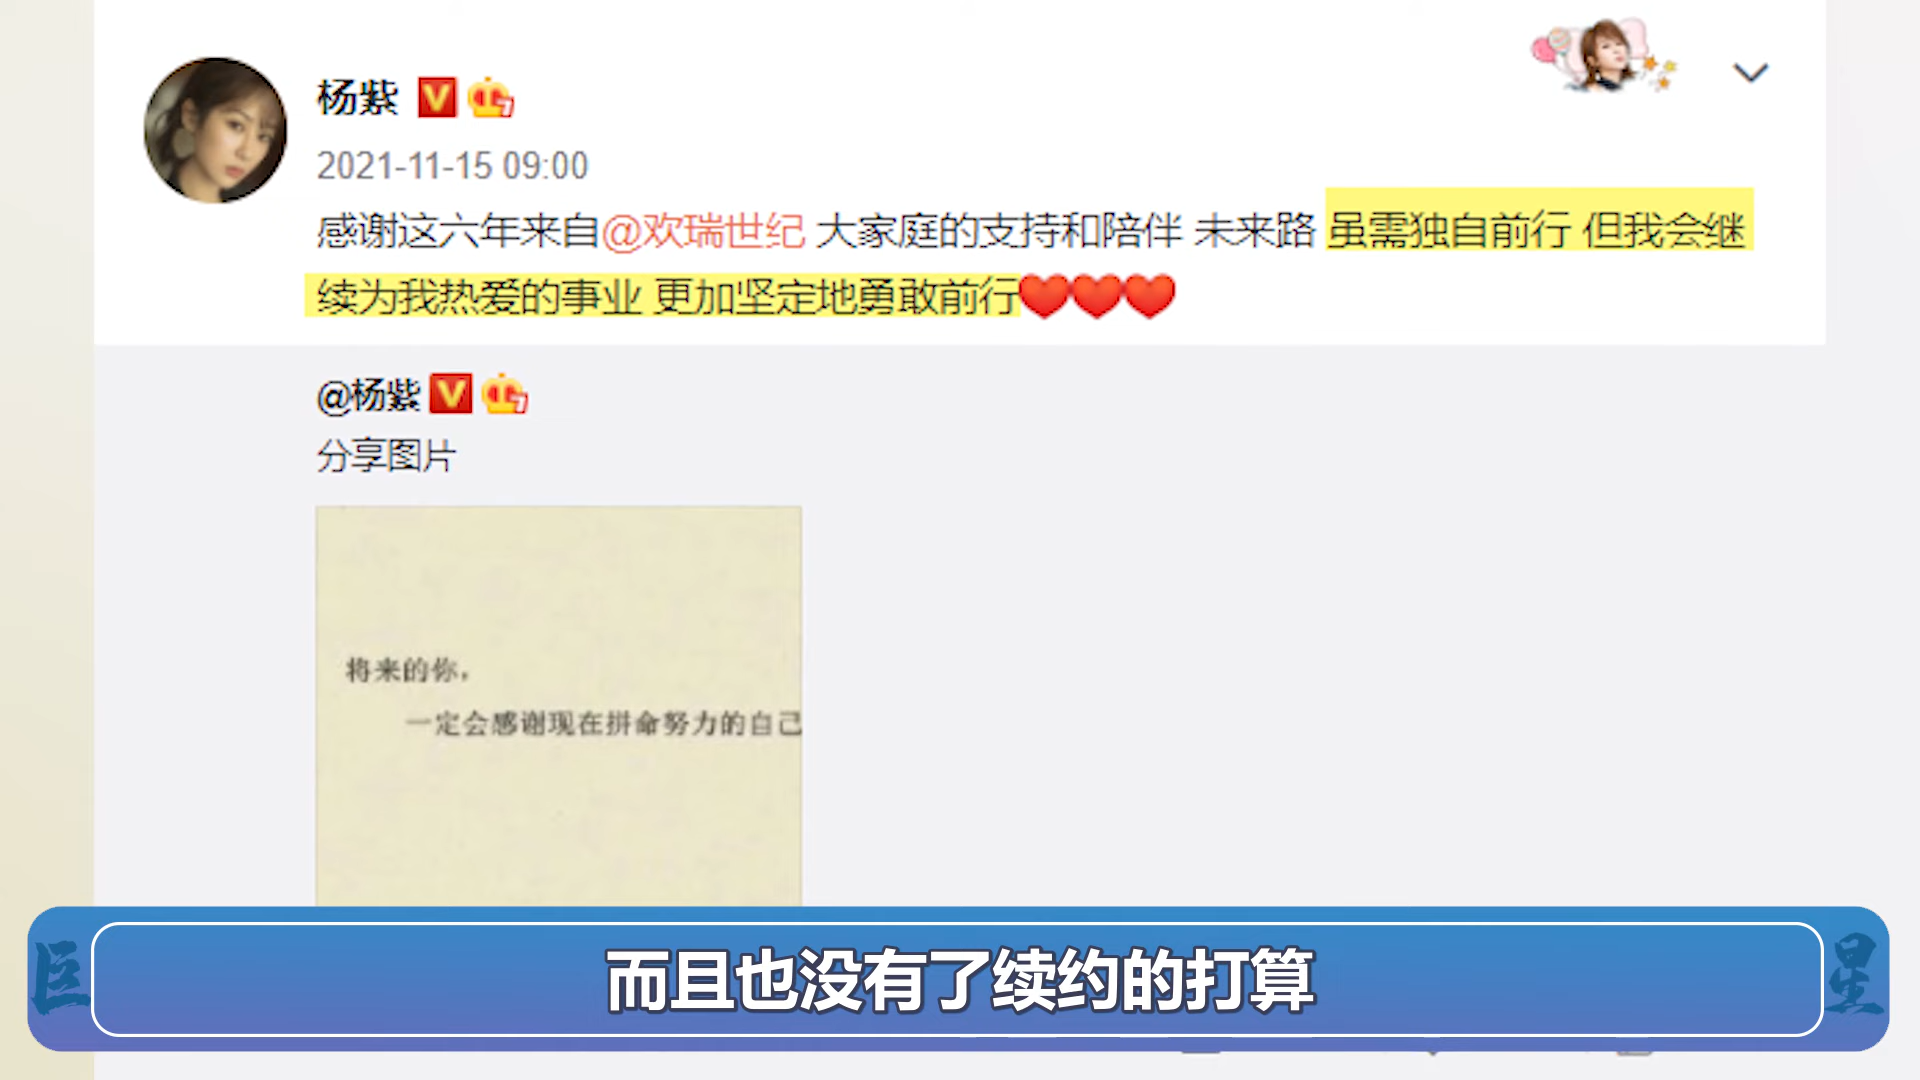 杨紫
2021-11-15 09:00
感谢这六年来自@欢瑞世纪 大家庭的支持和陪伴 未来路 虽需独自前行 但我会继
续为我热爱的事业 更加坚定地勇敢前行
@杨紫
分享图片
将来的你，
一定会感谢现在拼命努力的自己
巨 而且也没有了续约的打算 星